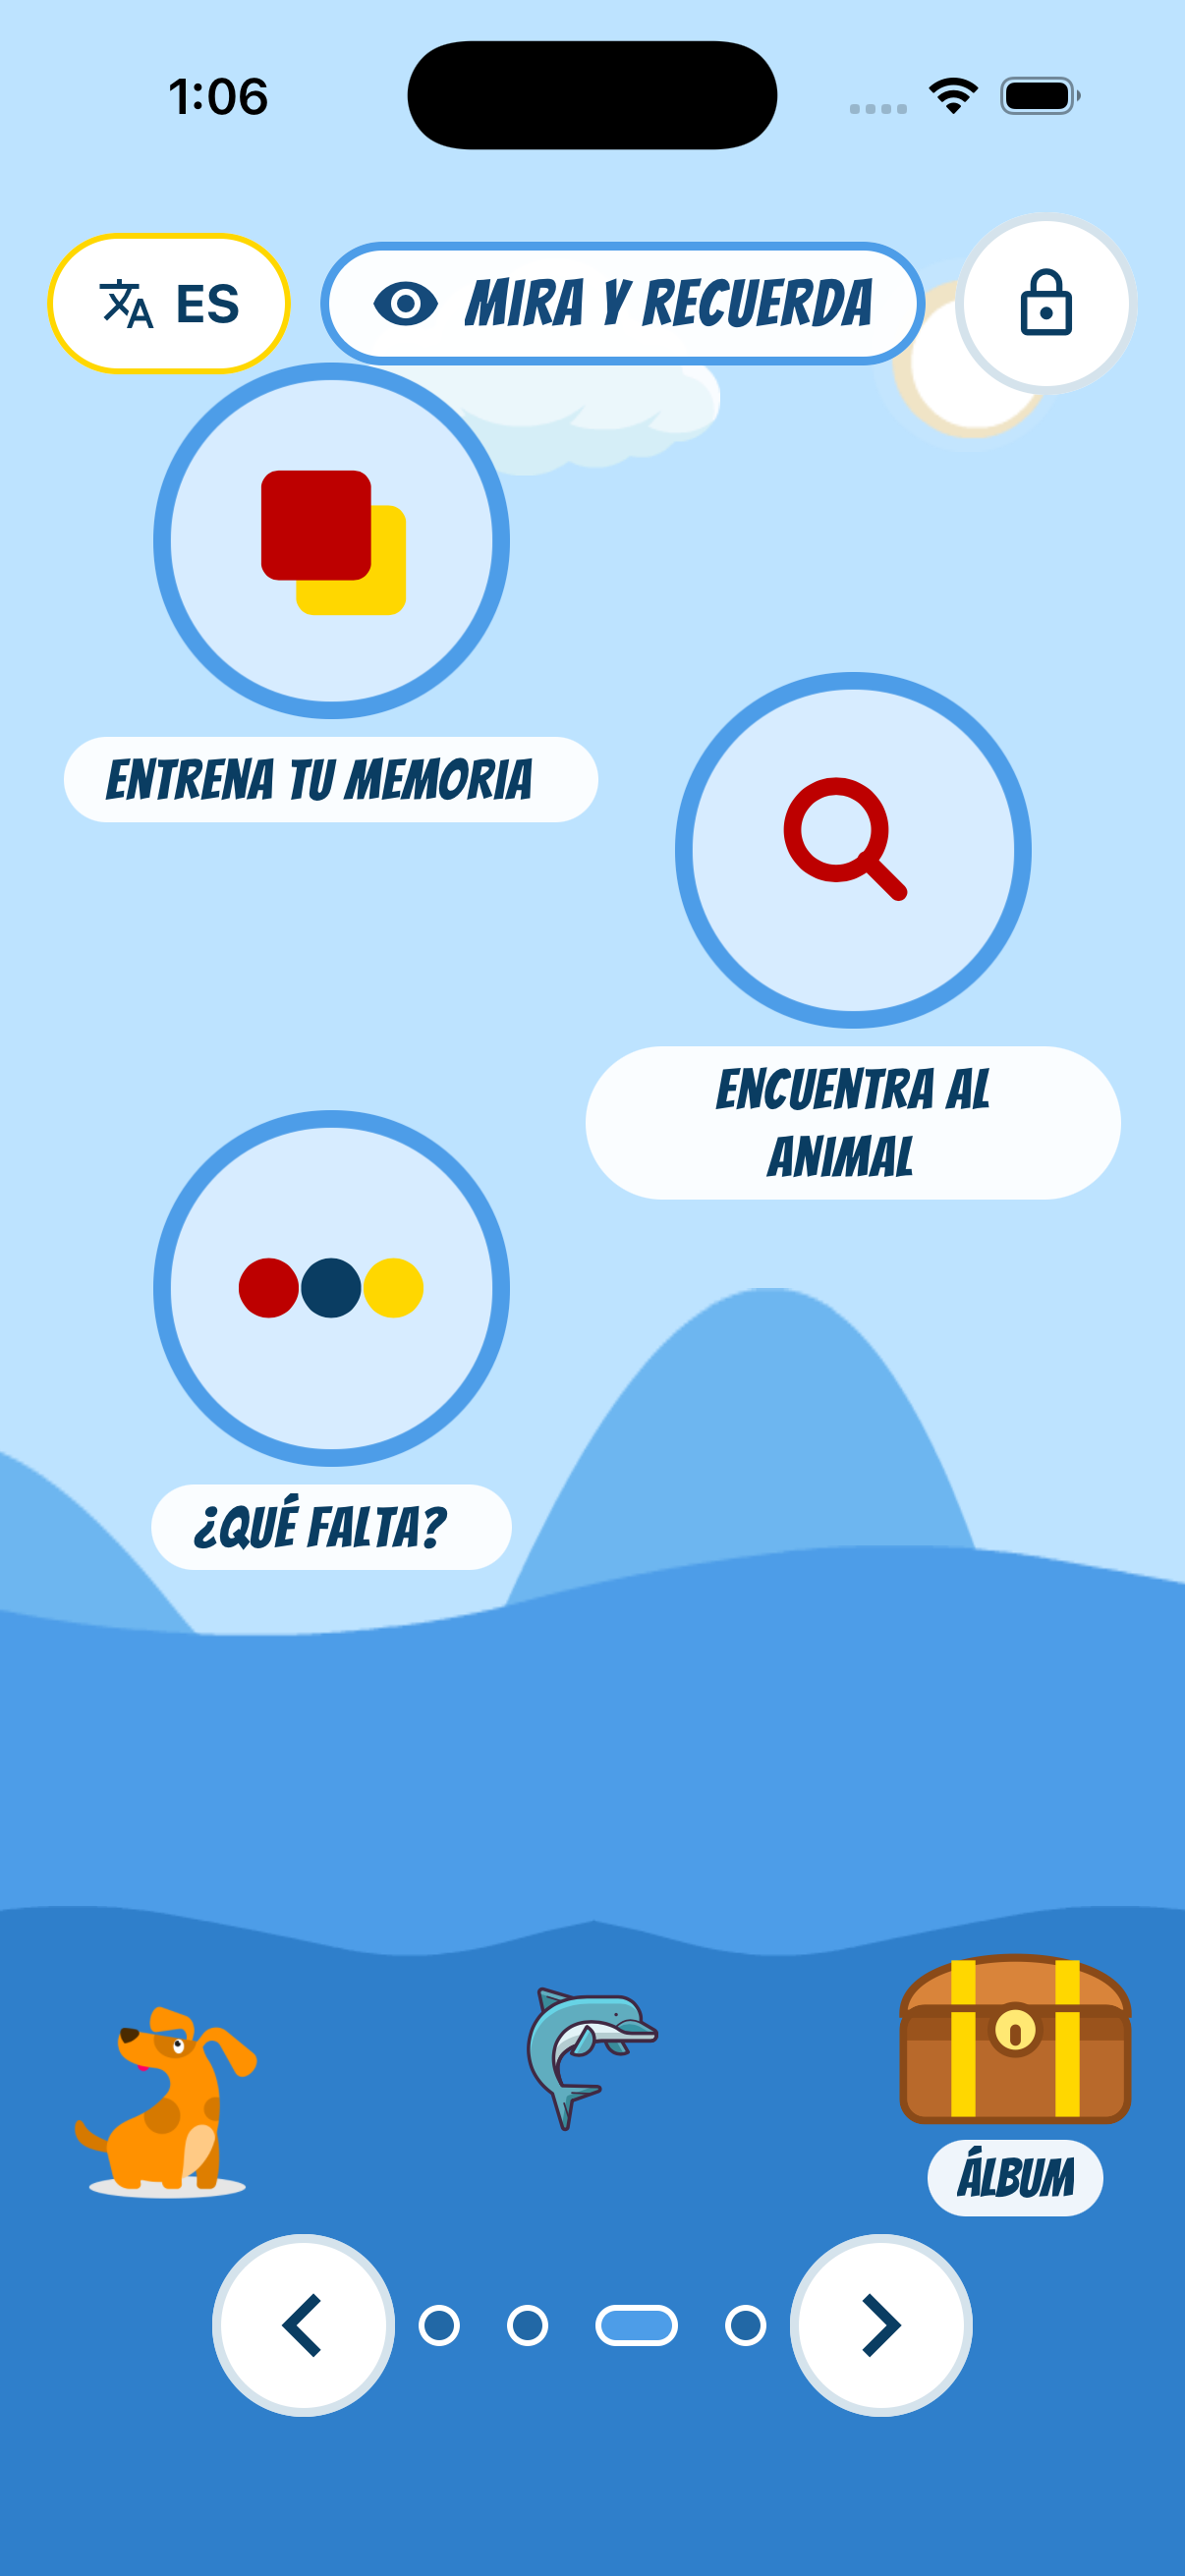 1:06
ES
MIRA Y RECUERDA
ENTRENA TU MEMORIA
ENCUENTRA AL
ANIMAL
¿QUÉ FALTA?
ÁLBUM